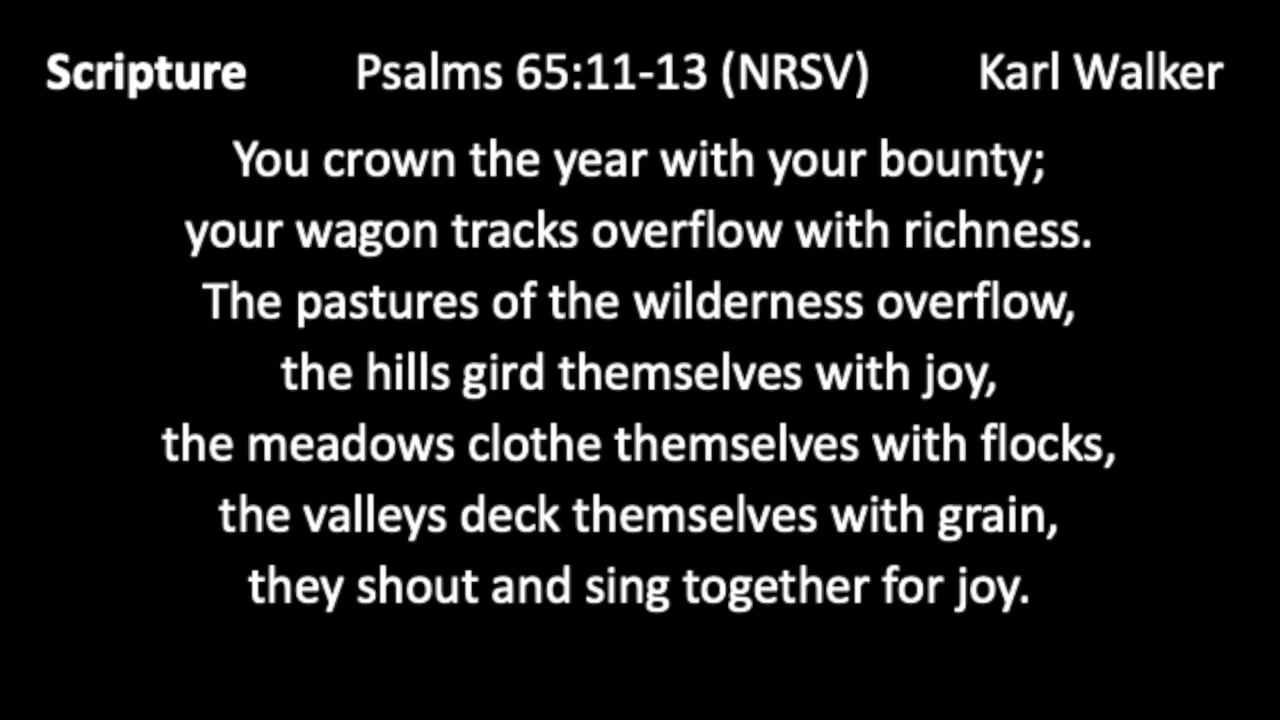 Scripture Psalms 65:11-13 (NRSV) Karl Walker
You crown the year with your bounty;
your wagon tracks overflow with richness.
The pastures of the wilderness overflow,
the hills gird themselves with joy,
the meadows clothe themselves with flocks,
the valleys deck themselves with grain,
they shout and sing together for joy.